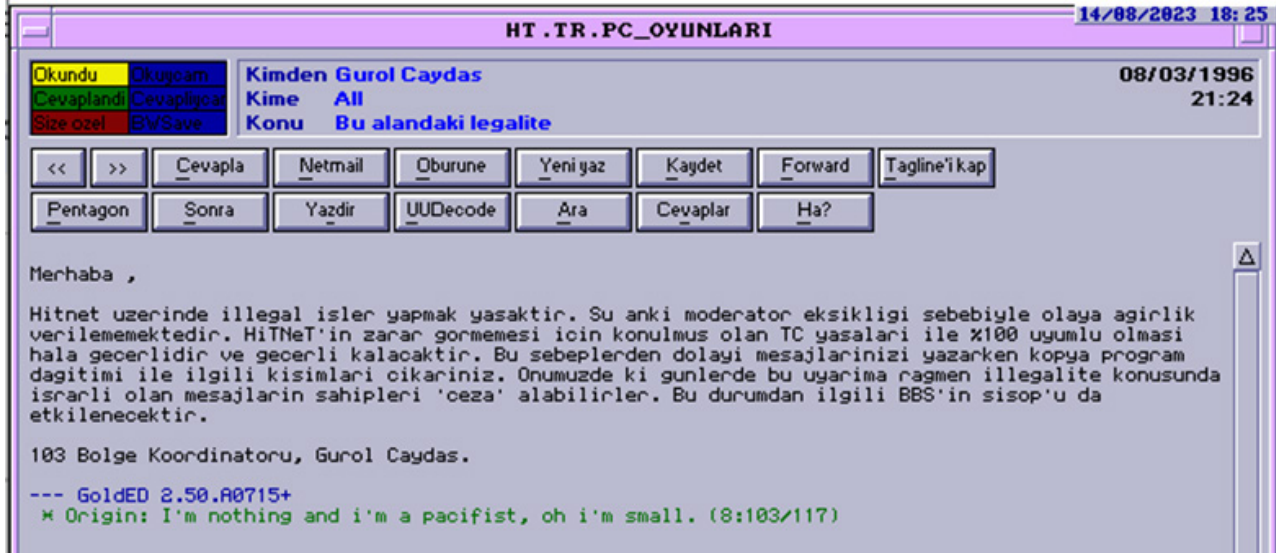 14/08/2023 18:25
HT.TR.PC_OYUNLARI
Okundu Okuyoam Kimden Gurol Caydas 08/03/1996
Cevaplandi Kime All 21:24
Size ozel BWSave Konu Bu alandaki legalite
<< >> Cevapla Netmail Oburune Yeni yaz Kaydet Forward Tagline'i kap
Pentagon Sonra Yazdir UUDecode Ara Cevaplar Ha?
Merhaba ,
Hitnet uzerinde illegal isler yapmak yasaktir. Su anki moderator eksikligi sebebiyle olaya agirlik
verilememektedir. HiTNeT'in zarar gormemesi icin konulmus olan TC yasalari ile %100 uyumlu olmasi
hala gecerlidir ve gecerli kalacaktir. Bu sebeplerden dolayi mesajlarinizi yazarken kopya program
dagitimi ile ilgili kisimlari cikariniz. Onumuzde ki gunlerde bu uyarima ragmen illegalite konusunda
israrli olan mesajlarin sahipleri 'ceza' alabilirler. Bu durumdan ilgili BBS'in sisop'u da
etkilenecektir.
103 Bolge Koordinatoru, Gurol Caydas.
--- GoldED 2.50.A0715+
* Origin: I'm nothing and i'm a pacifist, oh i'm small. (8:103/117)